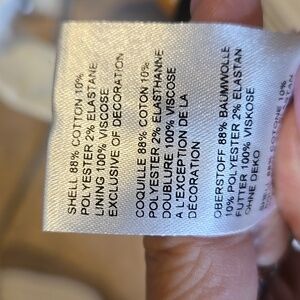 SHELL 88% COTTON 10%
POLYESTER 2% ELASTANE
LINING 100% VISCOSE
EXCLUSIVE OF DECORATION
COQUILLE 88% COTON 10%
POLYESTER 2% ELASTHANNE
DOUBLURE 100% VISCOSE
A L'EXCEPTION DE LA
DÉCORATION
OBERSTOFF 88% BAUMWOLLE
10% POLYESTER 2% ELASTAN
FUTTER 100% VISKOSE
OHNE DEKO